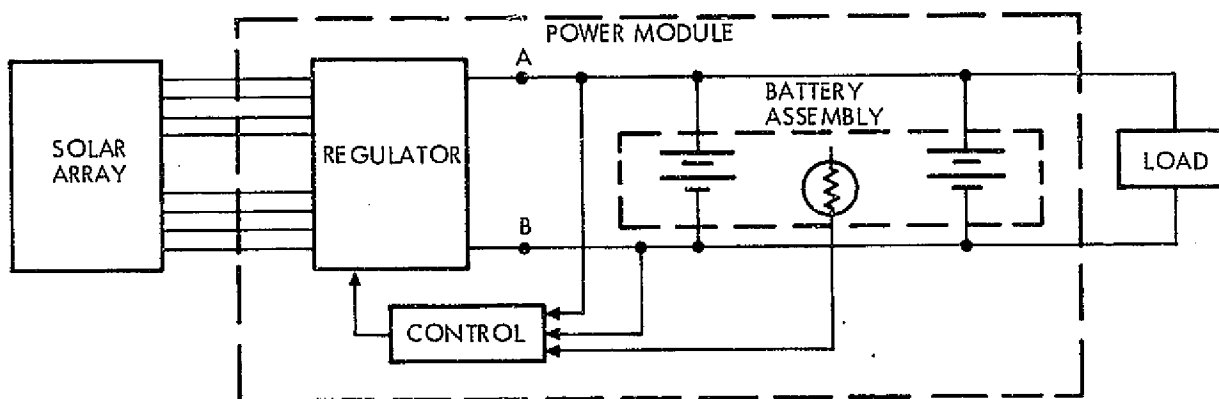 POWER MODULE
A
BATTERY
ASSEMBLY
SOLAR
ARRAY
REGULATOR
LOAD
B
CONTROL